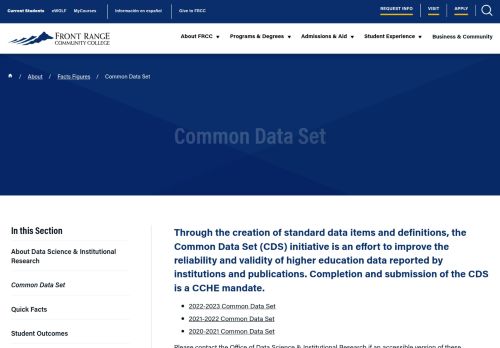 Current Students eWOLF MyCourses Información en español Give to FRCC REQUEST INFO VISIT APPLY
FRONT RANGE
COMMUNITY COLLEGE
About FRCC Programs & Degrees Admissions & Aid Student Experience Business & Community
/ About / Facts Figures / Common Data Set
Common Data Set
In this Section
About Data Science & Institutional
Research
Common Data Set
Quick Facts
Student Outcomes
Through the creation of standard data items and definitions, the
Common Data Set (CDS) initiative is an effort to improve the
reliability and validity of higher education data reported by
institutions and publications. Completion and submission of the CDS
is a CCHE mandate.
2022-2023 Common Data Set
2021-2022 Common Data Set
2020-2021 Common Data Set
Please contact the Office of Data Science & Institutional Research if an accessible version of these